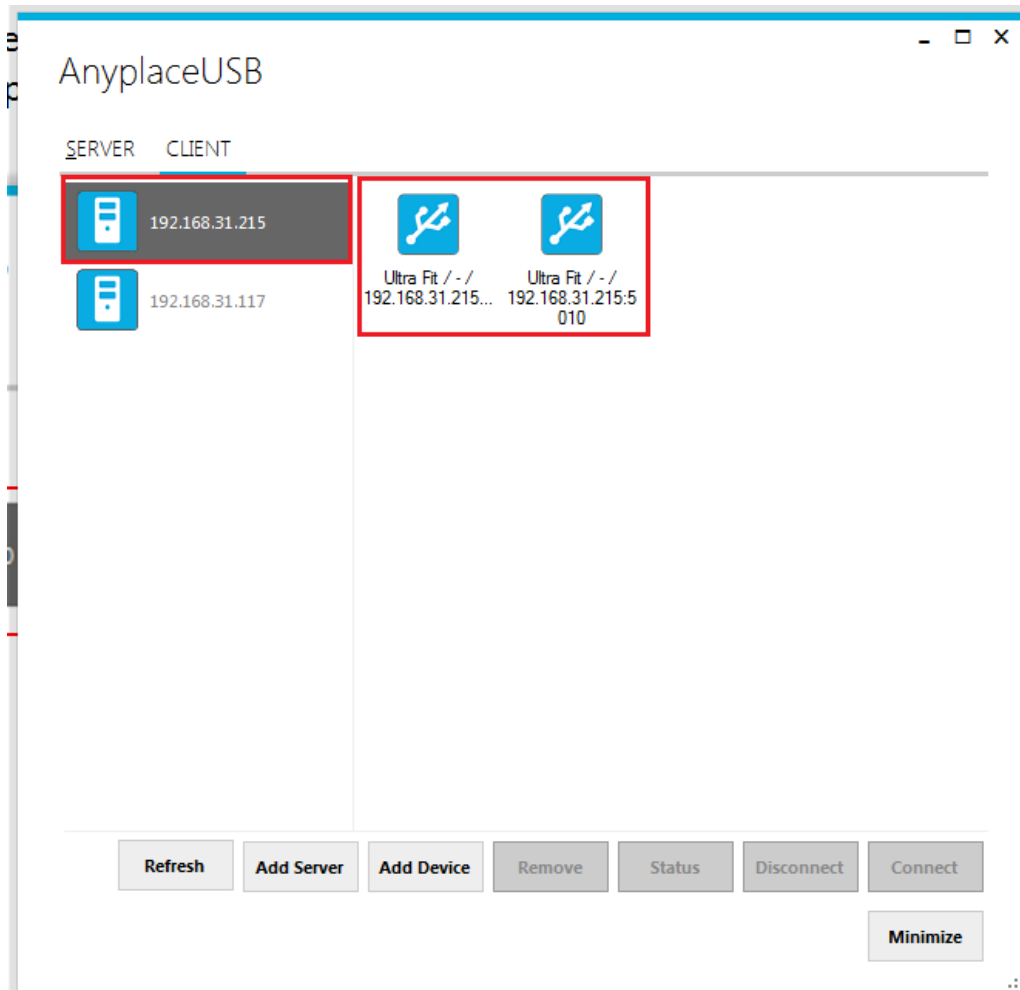 AnyplaceUSB
SERVER CLIENT
192.168.31.215
192.168.31.117
Ultra Fit / - /
192.168.31.215...
Ultra Fit / - /
192.168.31.215:5
010
Refresh Add Server Add Device Remove Status Disconnect Connect
Minimize